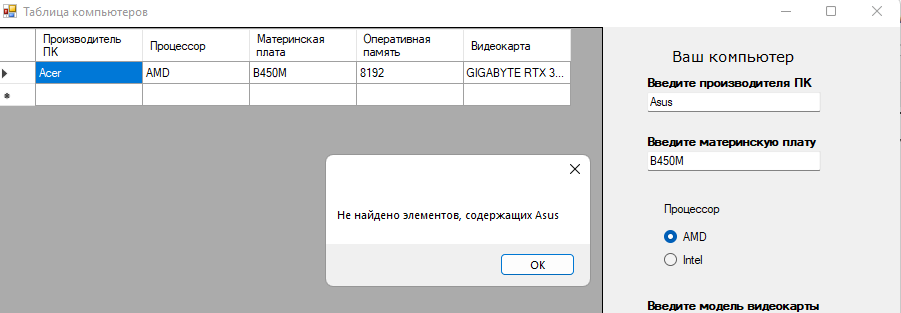 Таблица компьютеров
Производитель ПК
Процессор
Материнская плата
Оперативная память
Видеокарта
Acer
AMD
B450M
8192
GIGABYTE RTX 3...
Ваш компьютер
Введите производителя ПК
Asus
Введите материнскую плату
B450M
Не найдено элементов, содержащих Asus
OK
Процессор
AMD
Intel
Введите модель видеокарты